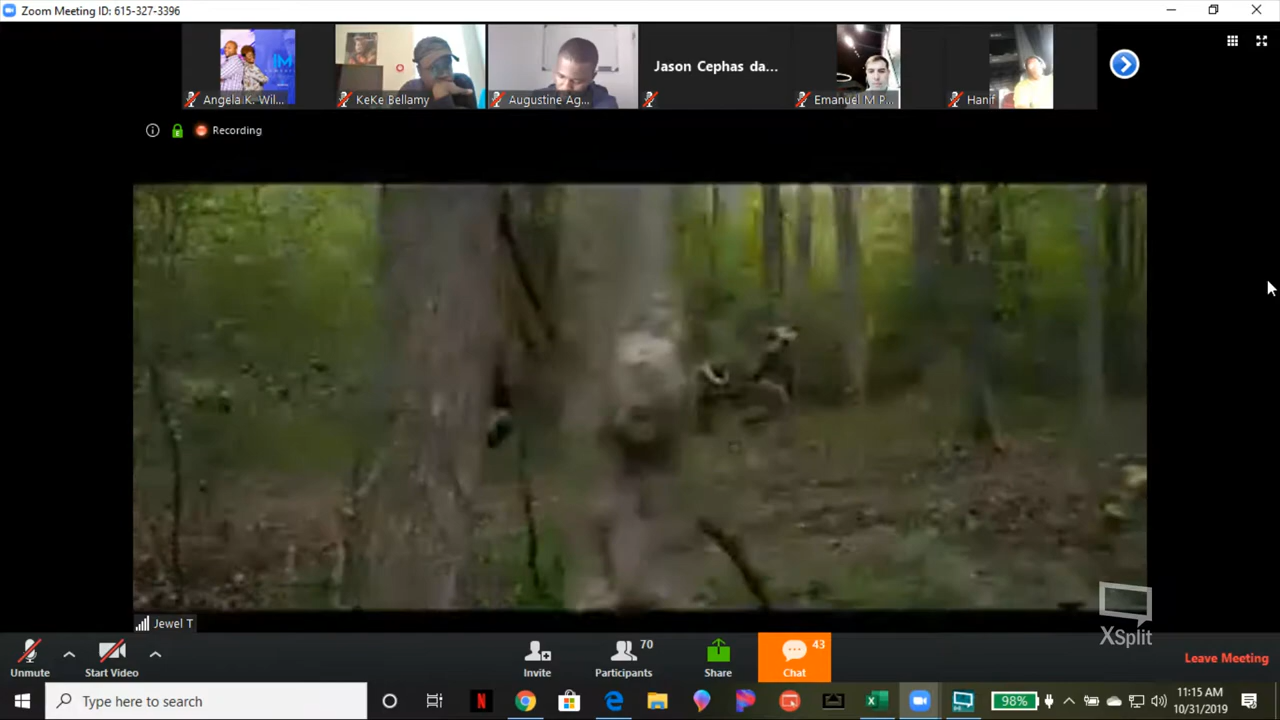 Zoom Meeting ID: 615-327-3396
Angela K. Wil...
KeKe Bellamy
Augustine Ag...
Jason Cephas da...
Emanuel M P...
Hanif
Recording
XSplit
Jewel T
Unmute
Start Video
Invite
Participants
70
Share
Chat
43
Leave Meeting
Type here to search
98%
11:15 AM
10/31/2019